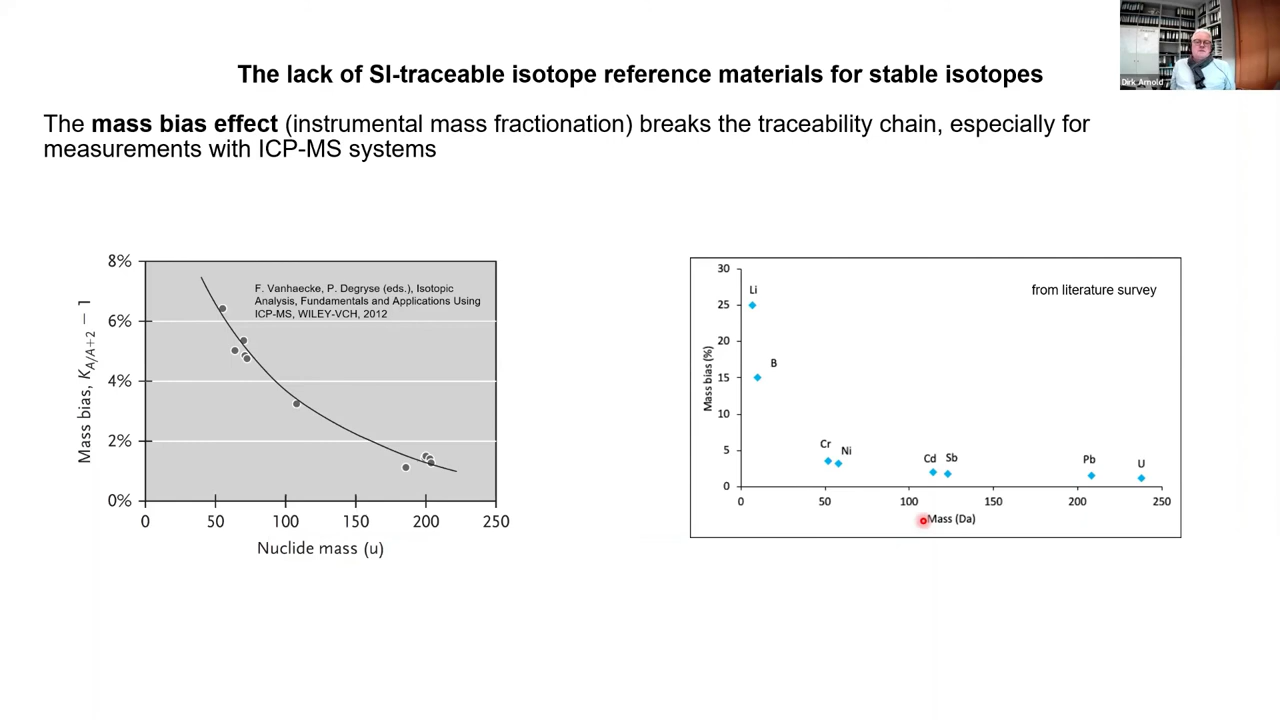 Dirk_Arnold
The lack of SI-traceable isotope reference materials for stable isotopes
The mass bias effect (instrumental mass fractionation) breaks the traceability chain, especially for
measurements with ICP-MS systems
8%
6%
4%
2%
0%
Mass bias, K_A/A+2 − 1
F. Vanhaecke, P. Degryse (eds.), Isotopic
Analysis, Fundamentals and Applications Using
ICP-MS, WILEY-VCH, 2012
0 50 100 150 200 250
Nuclide mass (u)
30
25
20
15
10
5
0
Mass bias (%)
from literature survey
Li
B
Cr
Ni
Cd
Sb
Pb
U
0 50 100 150 200 250
Mass (Da)